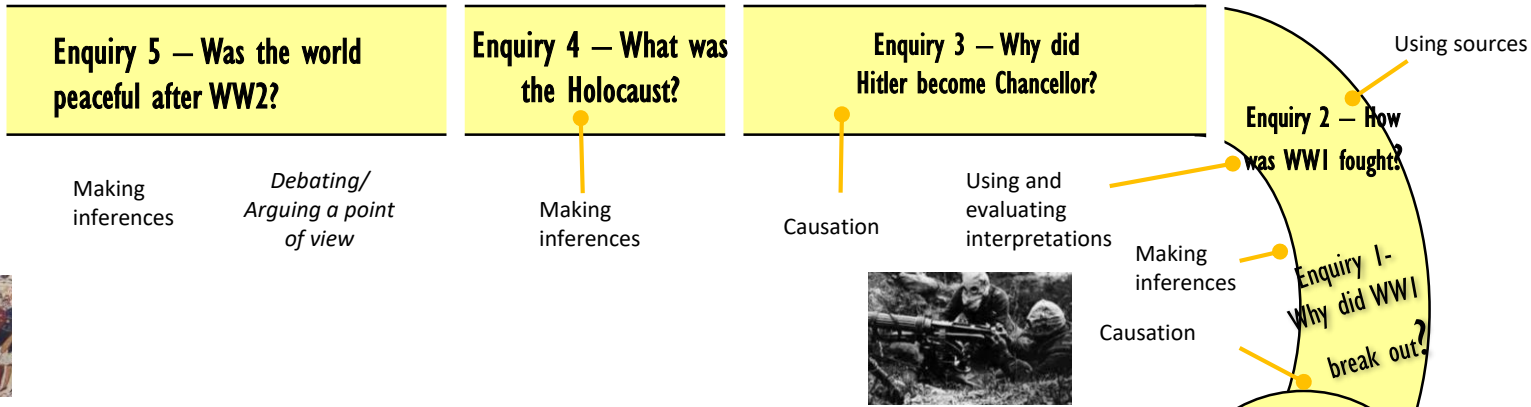 Enquiry 5 – Was the world
peaceful after WW2?
Enquiry 4 – What was
the Holocaust?
Enquiry 3 – Why did
Hitler become Chancellor?
Using sources
Enquiry 2 – How
was WW1 fought?
Making
inferences
Debating/
Arguing a point
of view
Making
inferences
Causation
Using and
evaluating
interpretations
Making
inferences
Enquiry 1-
Why did WW1
break out?
Causation